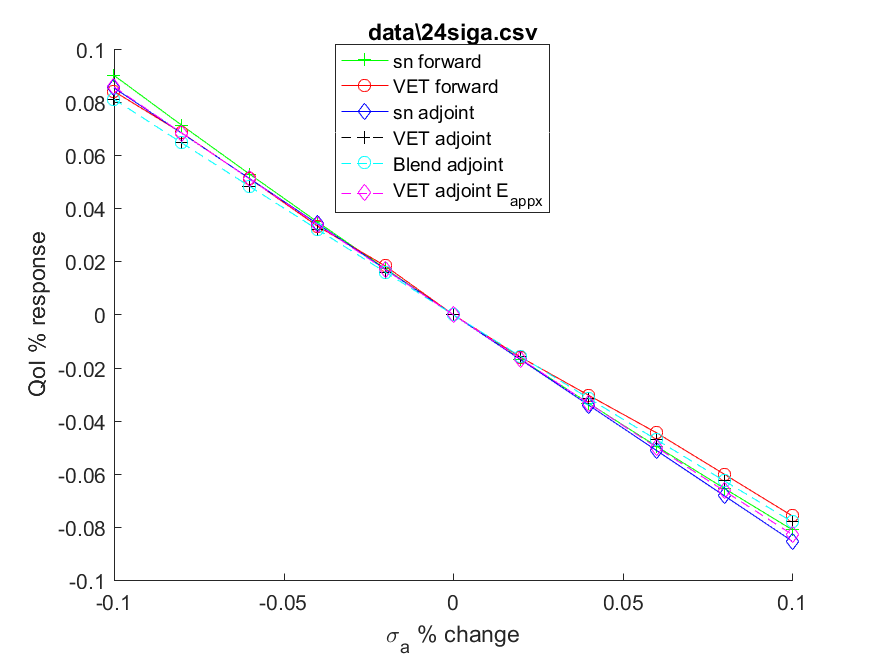 data\24siga.csv
sn forward
VET forward
sn adjoint
VET adjoint
Blend adjoint
VET adjoint E_appx
QoI % response
0.1
0.08
0.06
0.04
0.02
0
-0.02
-0.04
-0.06
-0.08
-0.1
-0.1 -0.05 0 0.05 0.1
σ_a % change